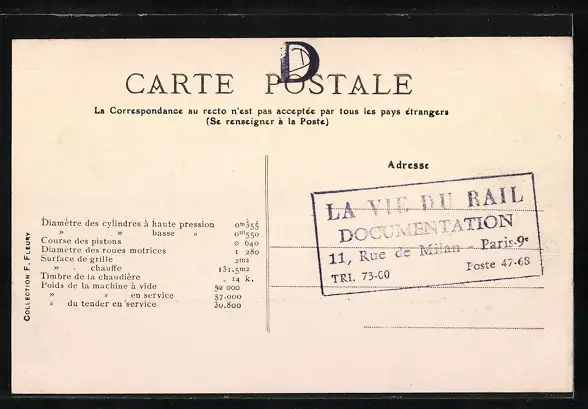 D
CARTE POSTALE
La Correspondance au recto n'est pas acceptée par tous les pays étrangers
(Se renseigner à la Poste)
Adresse
Diamètre des cylindres à haute pression 0m355
» » basse » 0m550
Course des pistons 0 640
Diamètre des roues motrices 1 280
Surface de grille 2m2
» . chauffe 131.5m2
Timbre de la chaudière 14 k.
Poids de la machine à vide 52 000
» » en service 57.000
» du tender en service 30.800
COLLECTION F. FLEURY
LA VIE DU RAIL
DOCUMENTATION
11, Rue de Milan - Paris-9e
TRI. 73-00 Poste 47-68